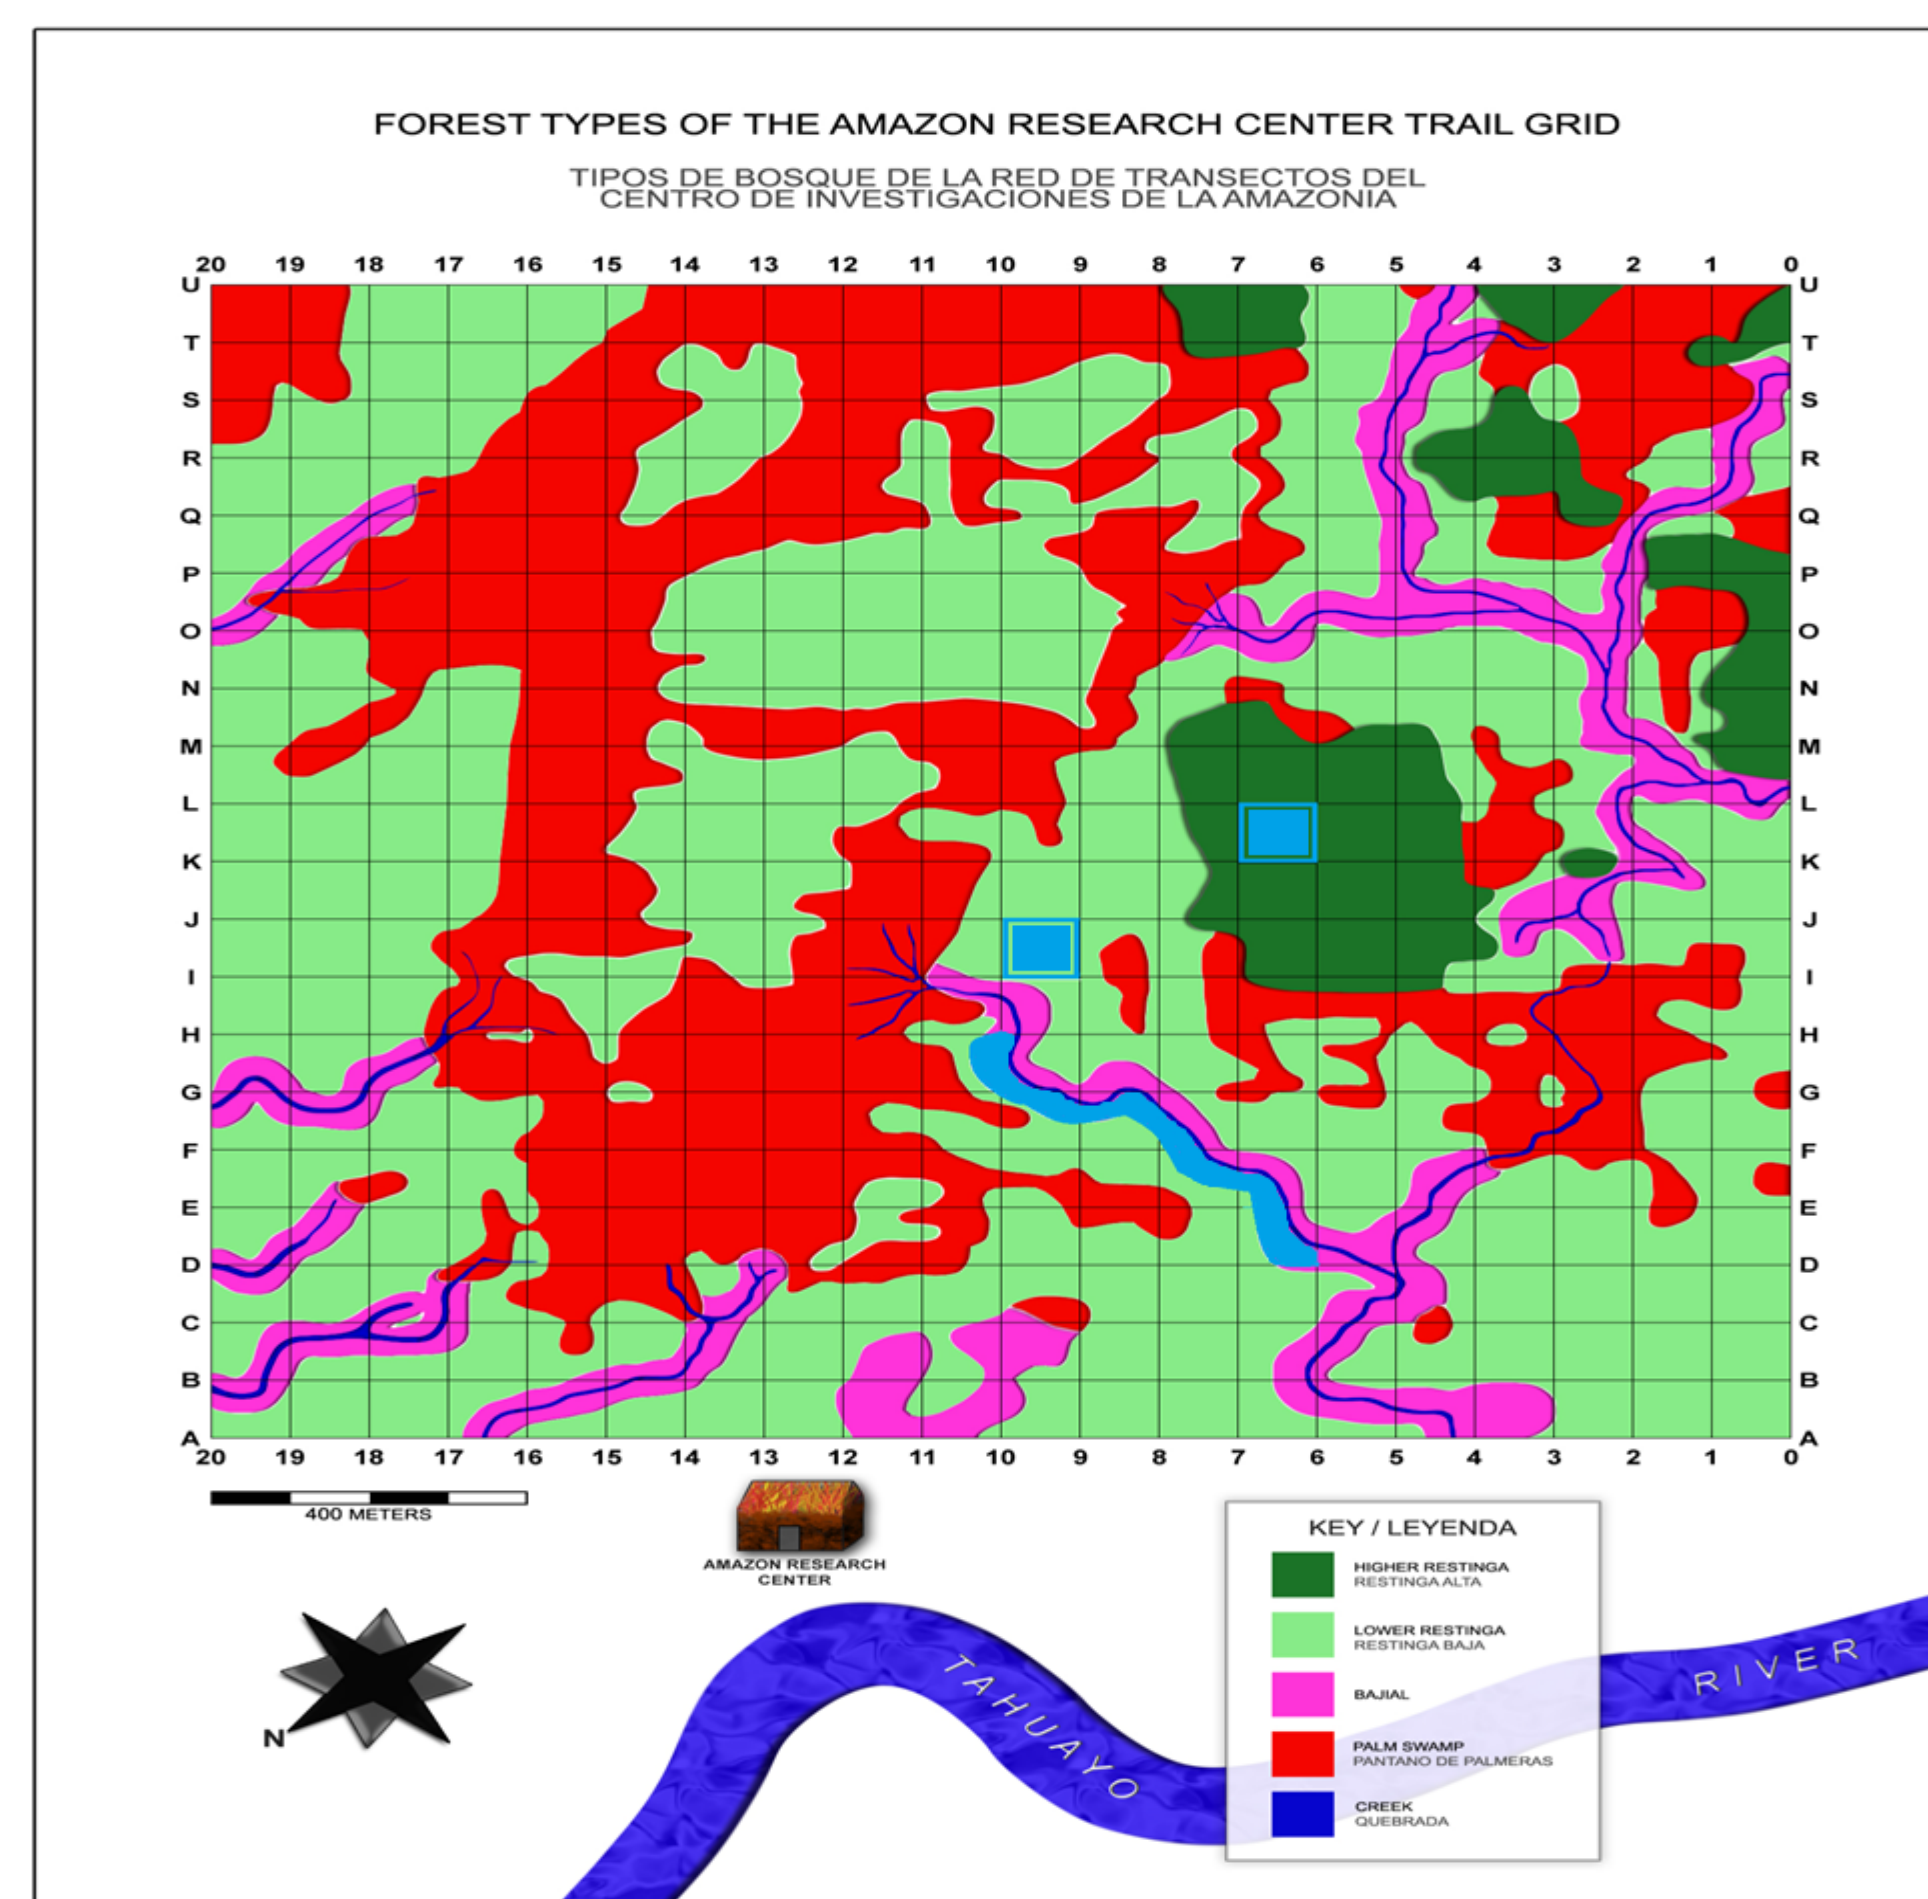 FOREST TYPES OF THE AMAZON RESEARCH CENTER TRAIL GRID
TIPOS DE BOSQUE DE LA RED DE TRANSECTOS DEL
CENTRO DE INVESTIGACIONES DE LA AMAZONIA
20 19 18 17 16 15 14 13 12 11 10 9 8 7 6 5 4 3 2 1 0
U U
T T
S S
R R
Q Q
P P
O O
N N
M M
L L
K K
J J
I I
H H
G G
F F
E E
D D
C C
B B
A A
20 19 18 17 16 15 14 13 12 11 10 9 8 7 6 5 4 3 2 1 0
400 METERS
AMAZON RESEARCH
CENTER
N
TAHUAYO RIVER
KEY / LEYENDA
HIGHER RESTINGA
RESTINGA ALTA
LOWER RESTINGA
RESTINGA BAJA
BAJIAL
PALM SWAMP
PANTANO DE PALMERAS
CREEK
QUEBRADA